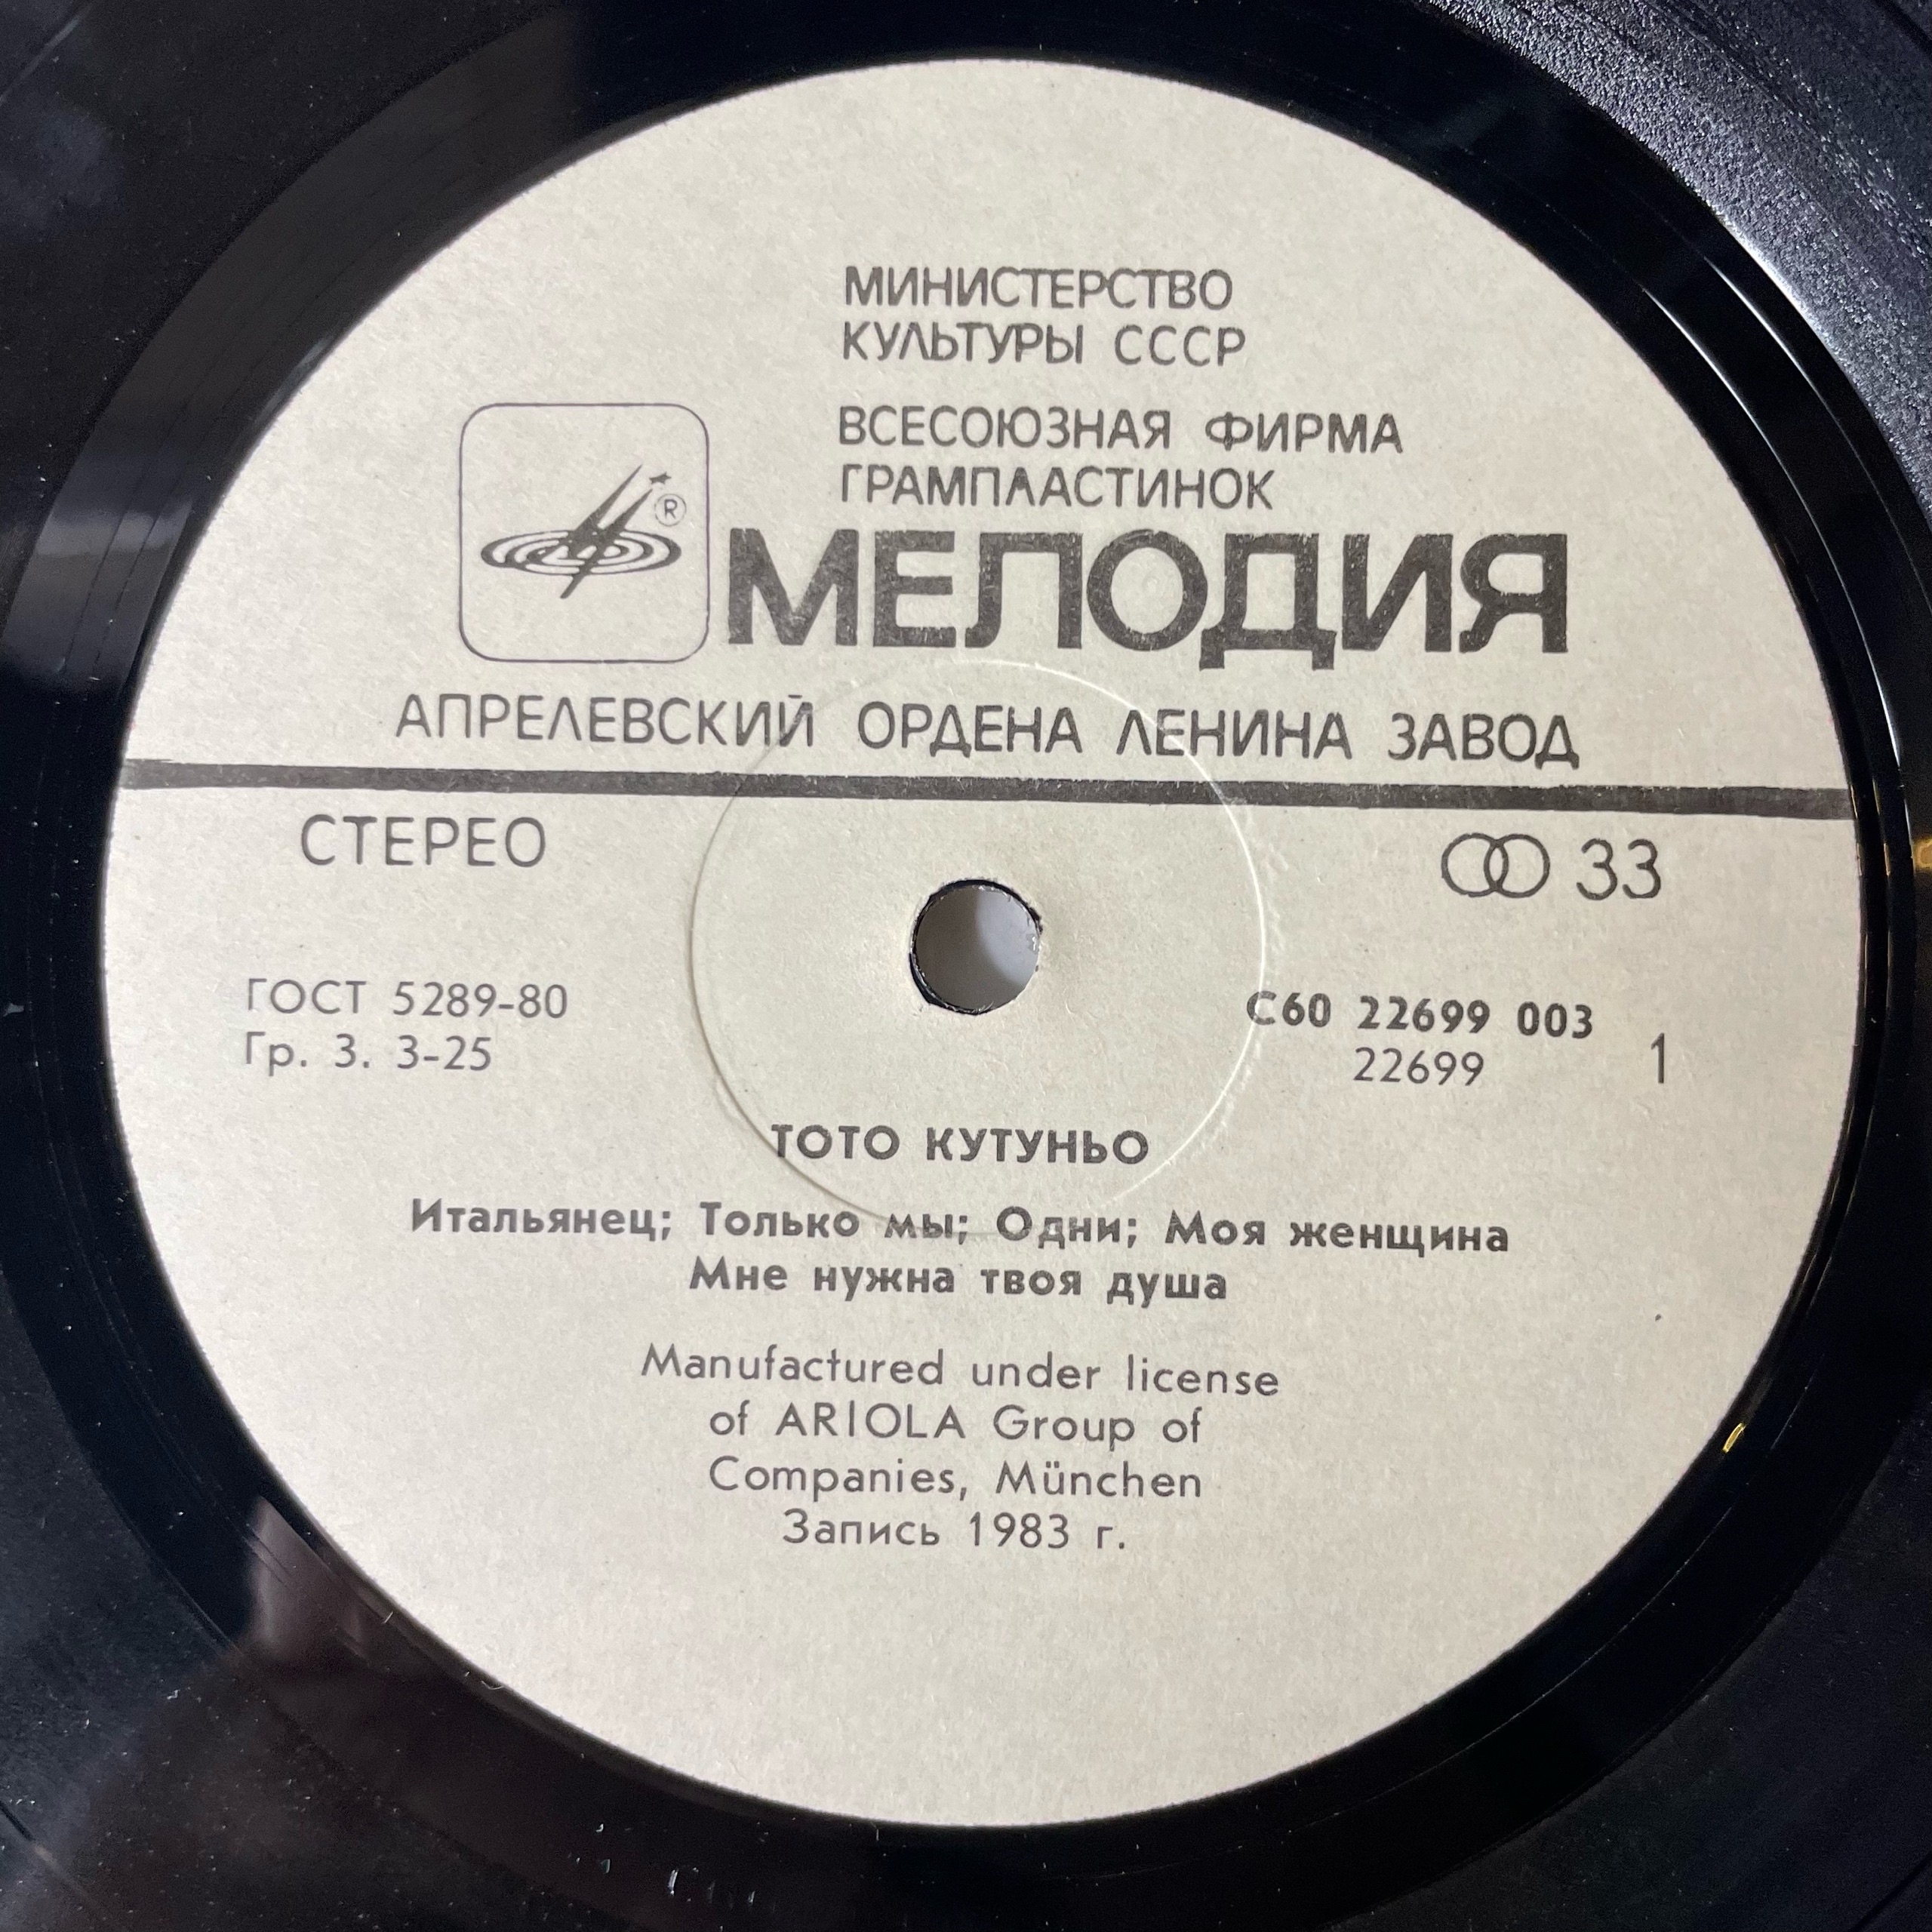 МИНИСТЕРСТВО
КУЛЬТУРЫ СССР
ВСЕСОЮЗНАЯ ФИРМА
ГРАМПЛАСТИНОК
®
МЕЛОДИЯ
АПРЕЛЕВСКИЙ ОРДЕНА ЛЕНИНА ЗАВОД
СТЕРЕО
33
ГОСТ 5289-80
Гр. 3. 3-25
С60 22699 003
22699
1
ТОТО КУТУНЬО
Итальянец; Только мы; Одни; Моя женщина
Мне нужна твоя душа
Manufactured under license
of ARIOLA Group of
Companies, München
Запись 1983 г.